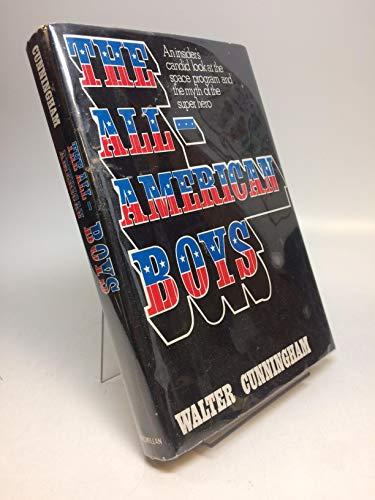 An insider's
candid look at the
space program and
the myth of the
super hero
THE
ALL-
AMERICAN
BOYS
WALTER CUNNINGHAM
CUNNINGHAM
THE ALL-
AMERICAN
BOYS